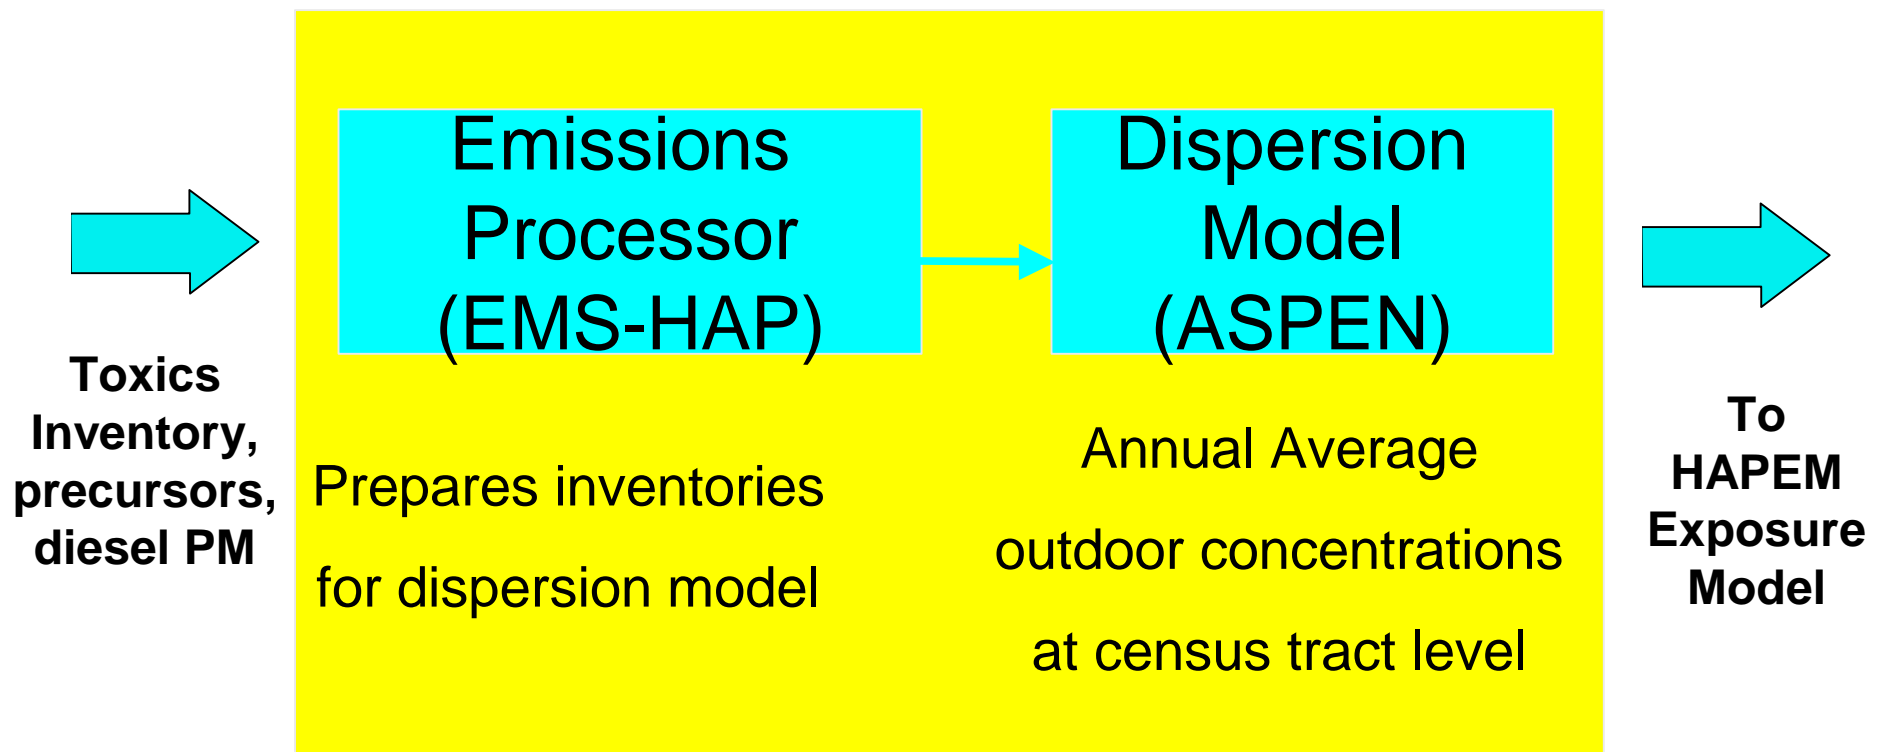 Toxics
Inventory,
precursors,
diesel PM
Emissions
Processor
(EMS-HAP)
Prepares inventories
for dispersion model
Dispersion
Model
(ASPEN)
Annual Average
outdoor concentrations
at census tract level
To
HAPEM
Exposure
Model